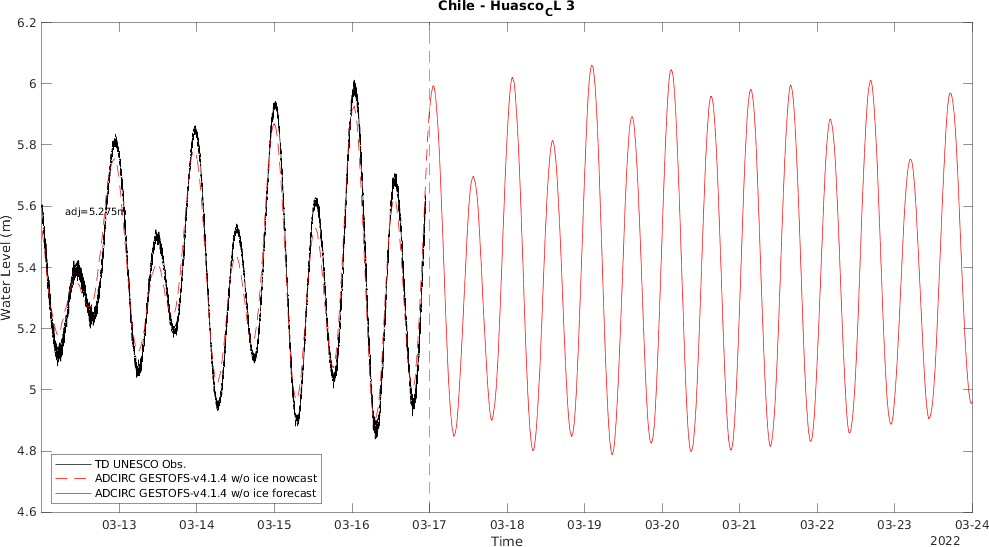 Chile - Huasco_CL 3
6.2
6
5.8
5.6
5.4
5.2
5
4.8
4.6
Water Level (m)
adj=5.275m
TD UNESCO Obs.
ADCIRC GESTOFS-v4.1.4 w/o ice nowcast
ADCIRC GESTOFS-v4.1.4 w/o ice forecast
03-13 03-14 03-15 03-16 03-17 03-18 03-19 03-20 03-21 03-22 03-23 03-24
Time
2022